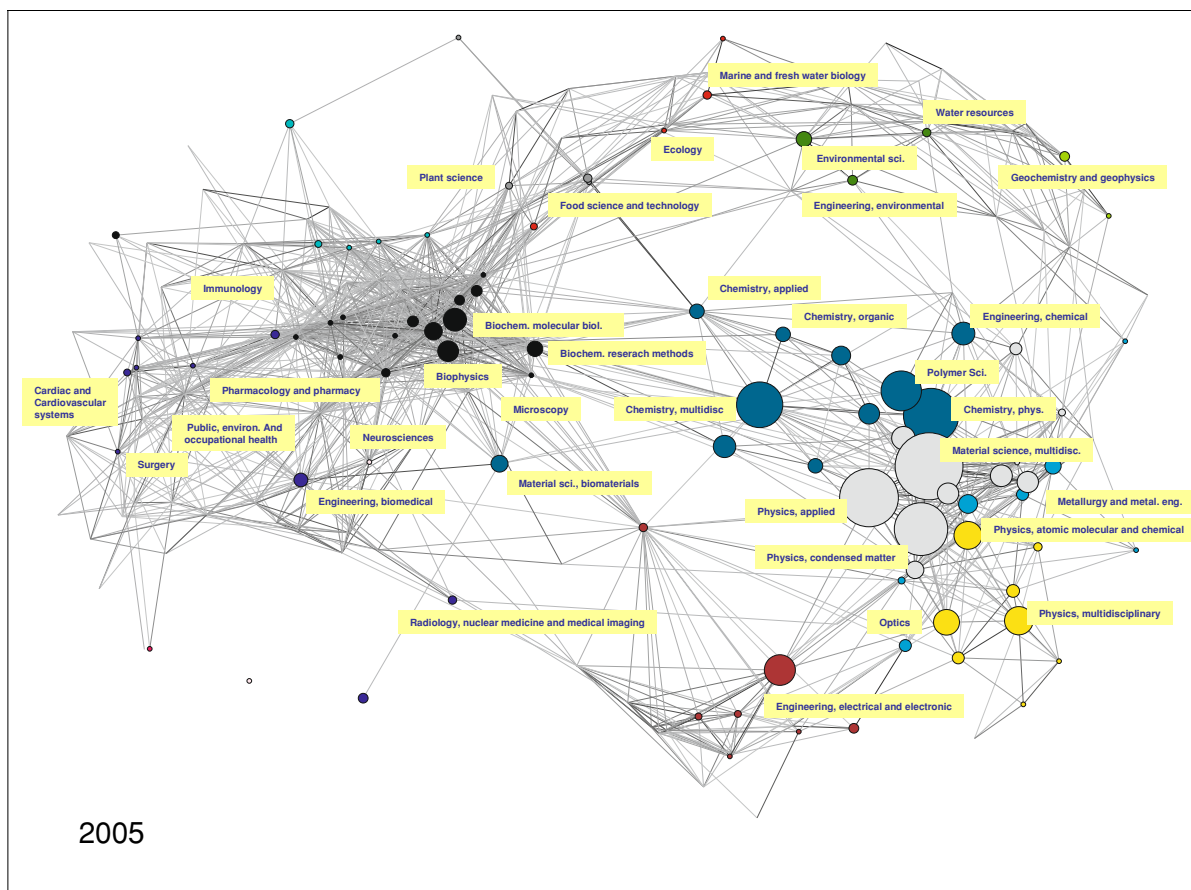 Marine and fresh water biology
Water resources
Ecology
Environmental sci.
Plant science
Geochemistry and geophysics
Food science and technology
Engineering, environmental
Immunology
Chemistry, applied
Chemistry, organic
Engineering, chemical
Biochem. molecular biol.
Biochem. reserach methods
Biophysics
Polymer Sci.
Cardiac and
Cardiovascular
systems
Pharmacology and pharmacy
Microscopy
Chemistry, multidisc
Chemistry, phys.
Public, environ. And
occupational health
Neurosciences
Material science, multidisc.
Surgery
Material sci., biomaterials
Engineering, biomedical
Metallurgy and metal. eng.
Physics, applied
Physics, atomic molecular and chemical
Physics, condensed matter
Radiology, nuclear medicine and medical imaging
Optics
Physics, multidisciplinary
Engineering, electrical and electronic
2005